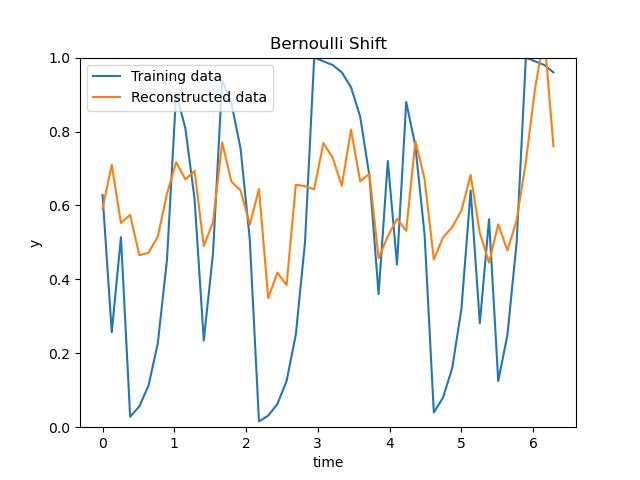 Bernoulli Shift
Training data
Reconstructed data
1.0
0.8
0.6
0.4
0.2
0.0
y
0 1 2 3 4 5 6
time